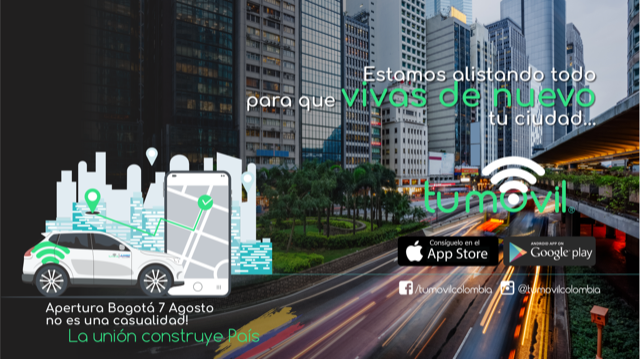 Estamos alistando todo
para que vivas de nuevo
tu ciudad...
tumovil
Consíguelo en el
App Store
ANDROID APP ON
Google play
/tumovilcolombia
@tumovilcolombia
Apertura Bogotá 7 Agosto
no es una casualidad!
La unión construye País